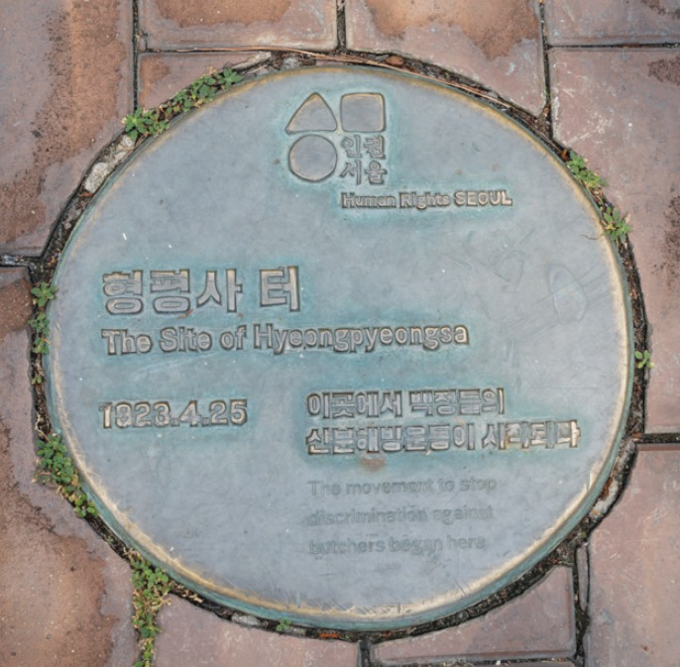 인권
서울
Human Rights SEOUL
형평사 터
The Site of Hyeongpyeongsa
1923.4.25
이곳에서 백정들의
신분해방운동이 시작되다
The movement to stop
discrimination against
butchers began here